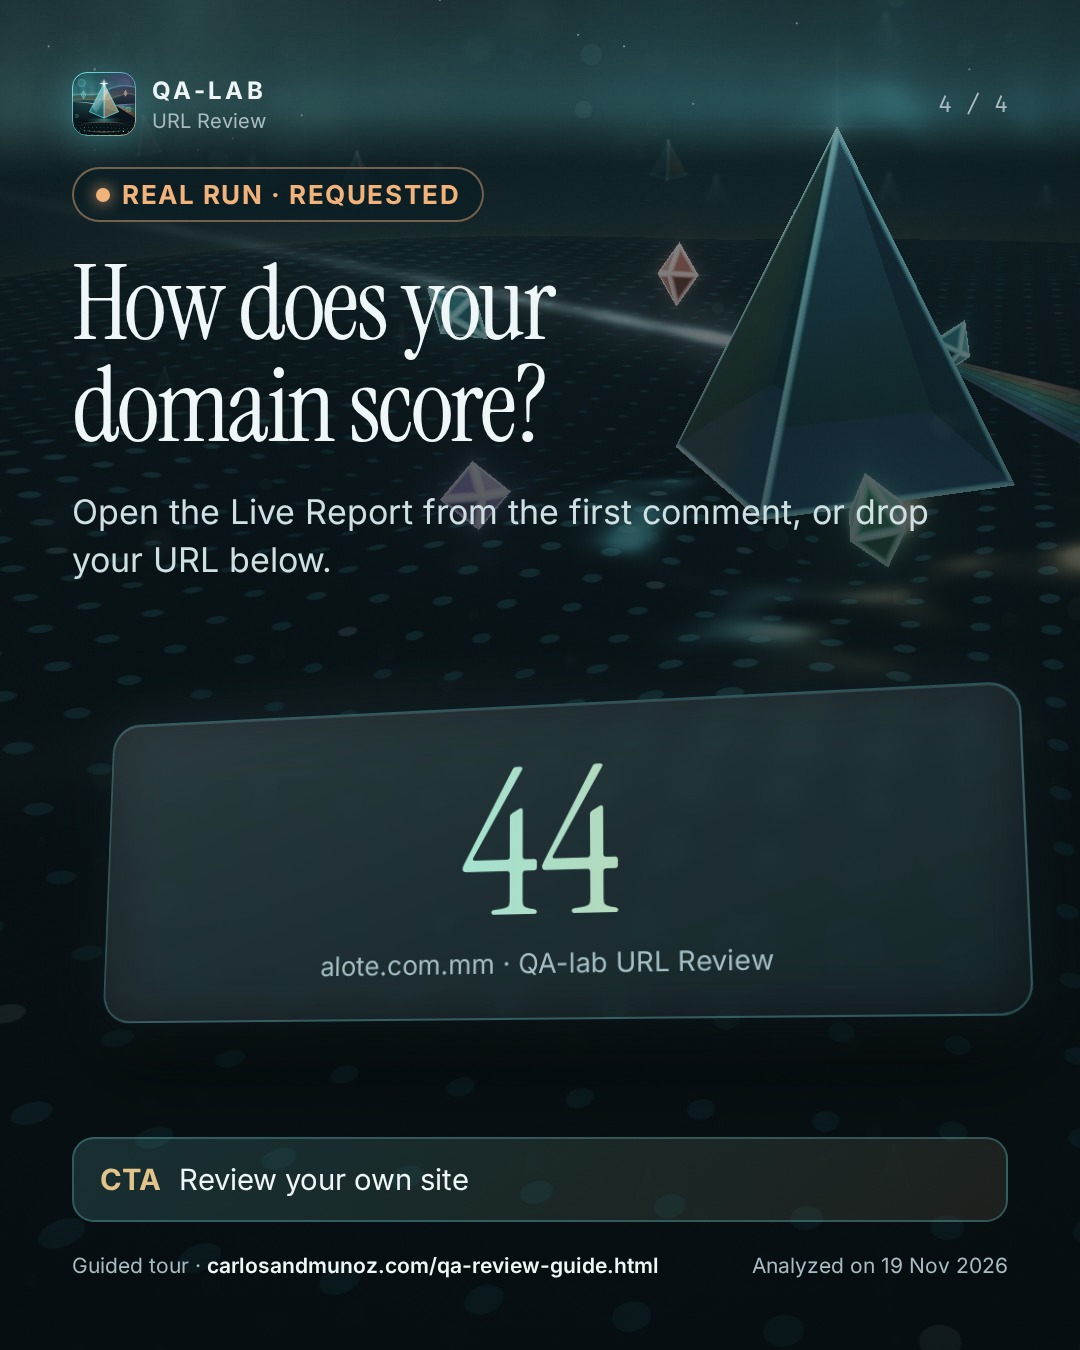 QA-LAB
URL Review
4 / 4
REAL RUN · REQUESTED
How does your
domain score?
Open the Live Report from the first comment, or drop
your URL below.
44
alote.com.mm · QA-lab URL Review
CTA Review your own site
Guided tour · carlosandmunoz.com/qa-review-guide.html
Analyzed on 19 Nov 2026